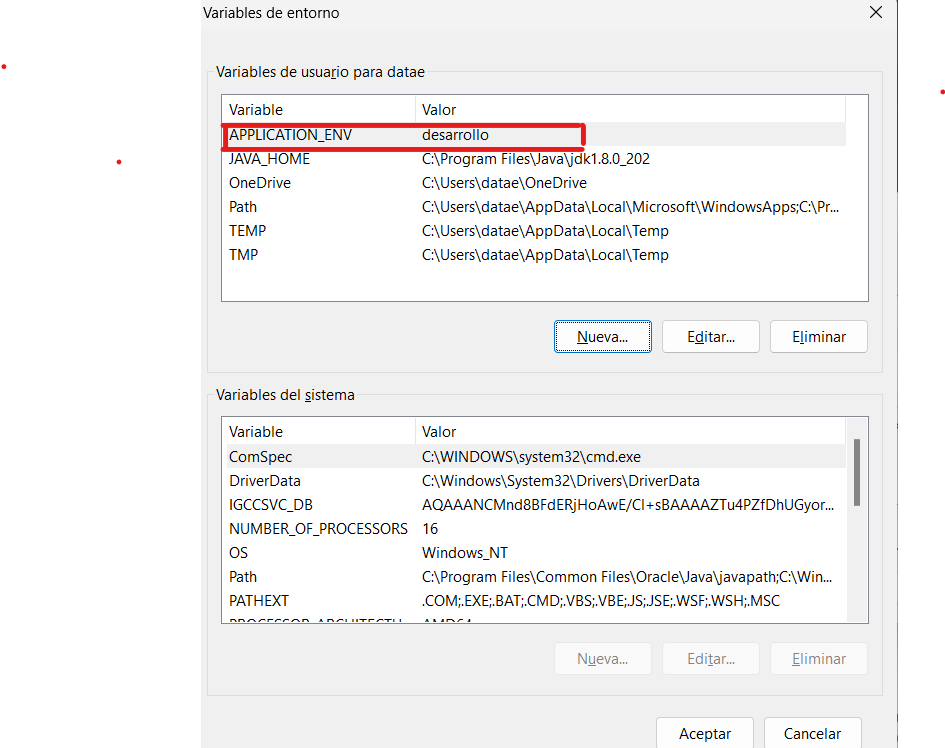 Variables de entorno
Variables de usuario para datae
Variable Valor
APPLICATION_ENV desarrollo
JAVA_HOME C:\Program Files\Java\jdk1.8.0_202
OneDrive C:\Users\datae\OneDrive
Path C:\Users\datae\AppData\Local\Microsoft\WindowsApps;C:\Pr...
TEMP C:\Users\datae\AppData\Local\Temp
TMP C:\Users\datae\AppData\Local\Temp
Nueva... Editar... Eliminar
Variables del sistema
Variable Valor
ComSpec C:\WINDOWS\system32\cmd.exe
DriverData C:\Windows\System32\Drivers\DriverData
IGCCSVC_DB AQAAANCMnd8BFdERjHoAwE/Cl+sBAAAAZTu4PZfDhUGyor...
NUMBER_OF_PROCESSORS 16
OS Windows_NT
Path C:\Program Files\Common Files\Oracle\Java\javapath;C:\Win...
PATHEXT .COM;.EXE;.BAT;.CMD;.VBS;.VBE;.JS;.JSE;.WSF;.WSH;.MSC
PROCESSOR_ARCHITECTU AMD64
Nueva... Editar... Eliminar
Aceptar Cancelar